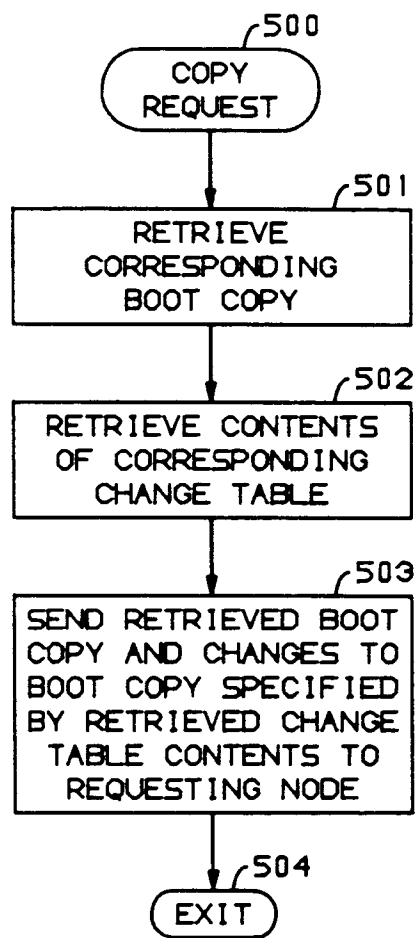 500
COPY
REQUEST
501
RETRIEVE
CORRESPONDING
BOOT COPY
502
RETRIEVE CONTENTS
OF CORRESPONDING
CHANGE TABLE
503
SEND RETRIEVED BOOT
COPY AND CHANGES TO
BOOT COPY SPECIFIED
BY RETRIEVED CHANGE
TABLE CONTENTS TO
REQUESTING NODE
504
EXIT